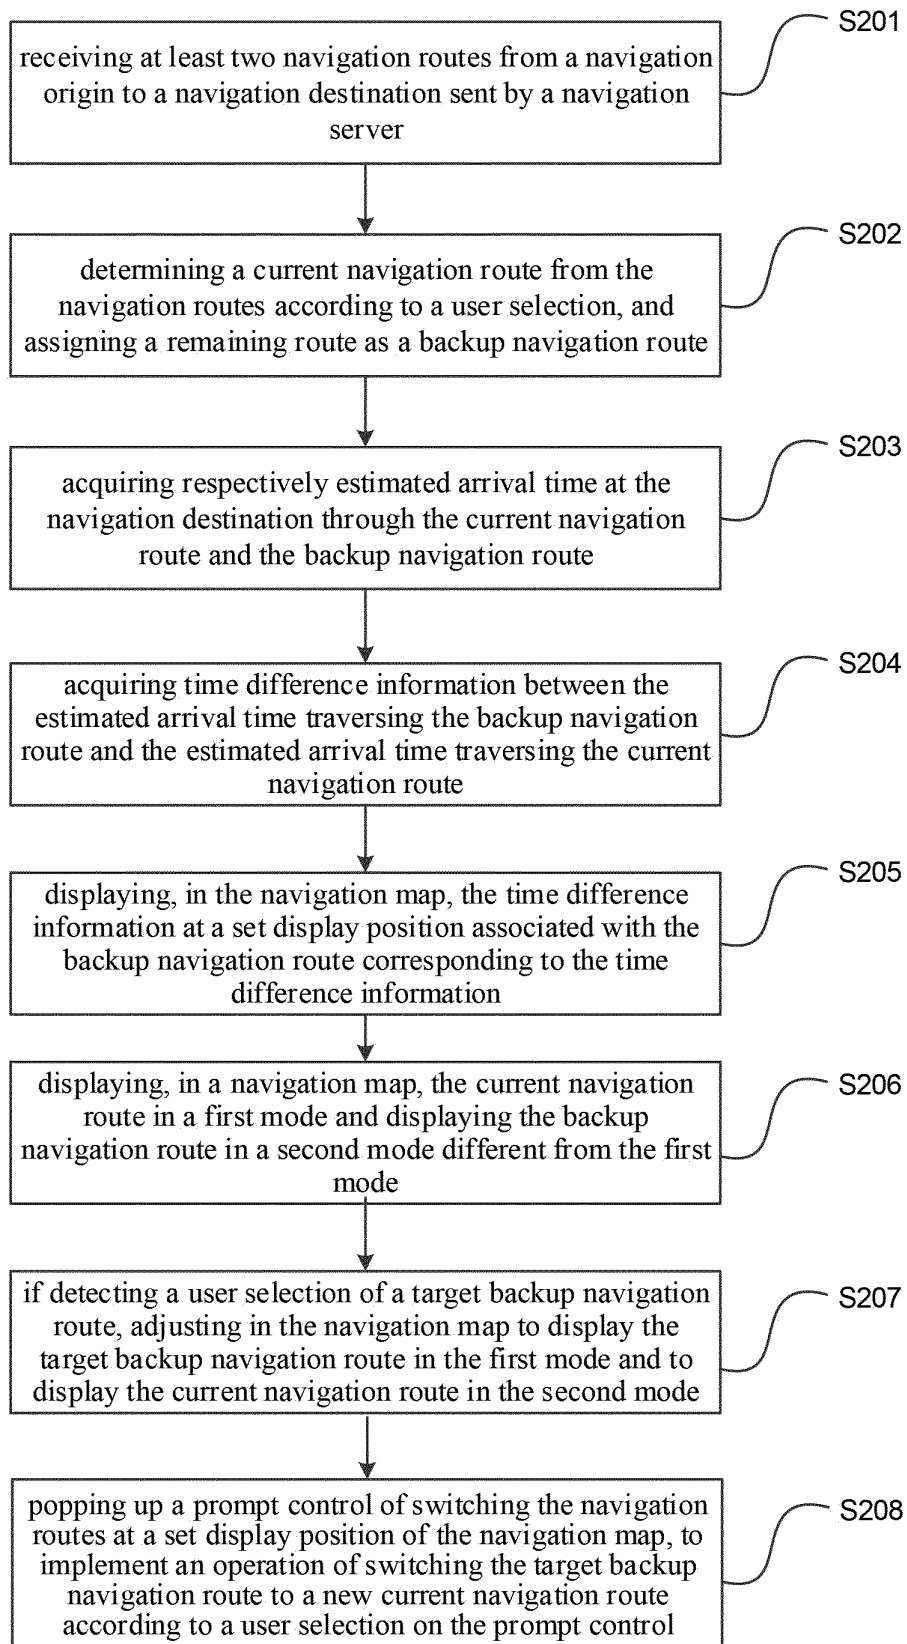 S201
receiving at least two navigation routes from a navigation
origin to a navigation destination sent by a navigation
server
S202
determining a current navigation route from the
navigation routes according to a user selection, and
assigning a remaining route as a backup navigation route
S203
acquiring respectively estimated arrival time at the
navigation destination through the current navigation
route and the backup navigation route
S204
acquiring time difference information between the
estimated arrival time traversing the backup navigation
route and the estimated arrival time traversing the current
navigation route
S205
displaying, in the navigation map, the time difference
information at a set display position associated with the
backup navigation route corresponding to the time
difference information
S206
displaying, in a navigation map, the current navigation
route in a first mode and displaying the backup
navigation route in a second mode different from the first
mode
S207
if detecting a user selection of a target backup navigation
route, adjusting in the navigation map to display the
target backup navigation route in the first mode and to
display the current navigation route in the second mode
S208
popping up a prompt control of switching the navigation
routes at a set display position of the navigation map, to
implement an operation of switching the target backup
navigation route to a new current navigation route
according to a user selection on the prompt control